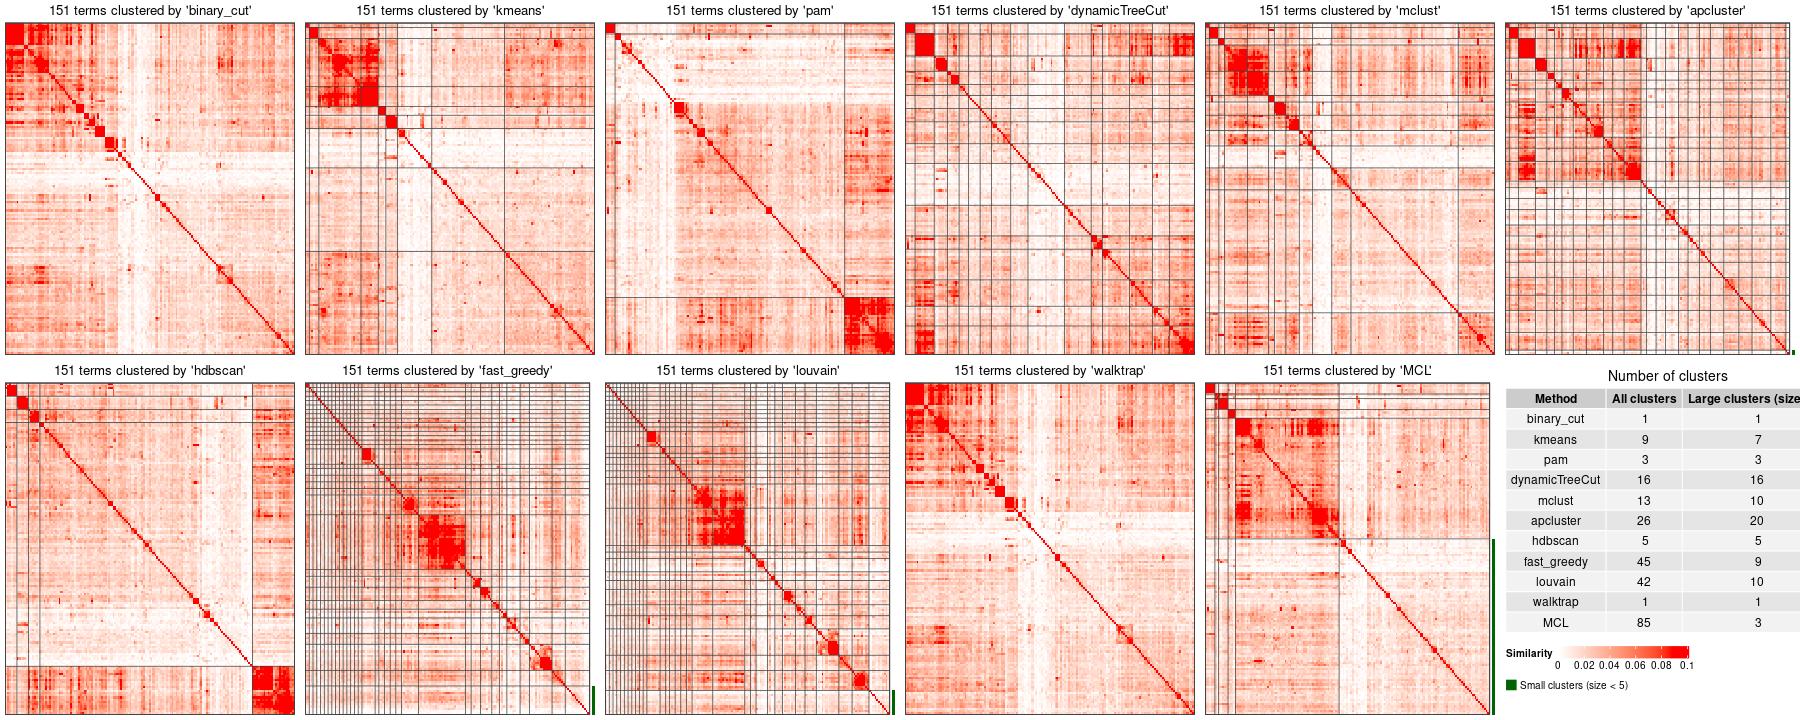 151 terms clustered by 'binary_cut'
151 terms clustered by 'kmeans'
151 terms clustered by 'pam'
151 terms clustered by 'dynamicTreeCut'
151 terms clustered by 'mclust'
151 terms clustered by 'apcluster'
151 terms clustered by 'hdbscan'
151 terms clustered by 'fast_greedy'
151 terms clustered by 'louvain'
151 terms clustered by 'walktrap'
151 terms clustered by 'MCL'
Number of clusters
Method All clusters Large clusters (size
binary_cut 1 1
kmeans 9 7
pam 3 3
dynamicTreeCut 16 16
mclust 13 10
apcluster 26 20
hdbscan 5 5
fast_greedy 45 9
louvain 42 10
walktrap 1 1
MCL 85 3
Similarity
0 0.02 0.04 0.06 0.08 0.1
Small clusters (size < 5)